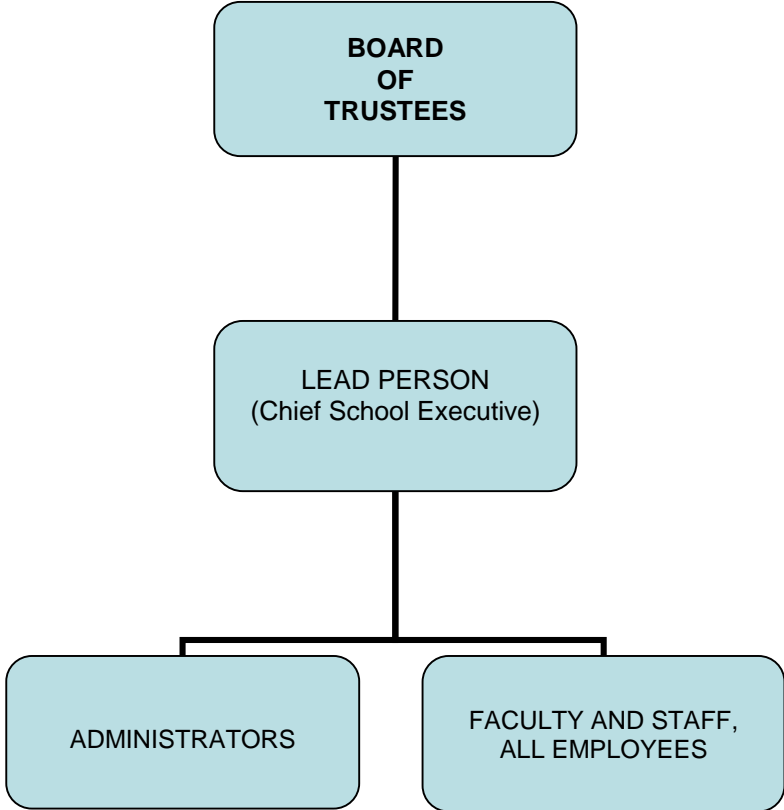 BOARD
OF
TRUSTEES
LEAD PERSON
(Chief School Executive)
ADMINISTRATORS
FACULTY AND STAFF,
ALL EMPLOYEES